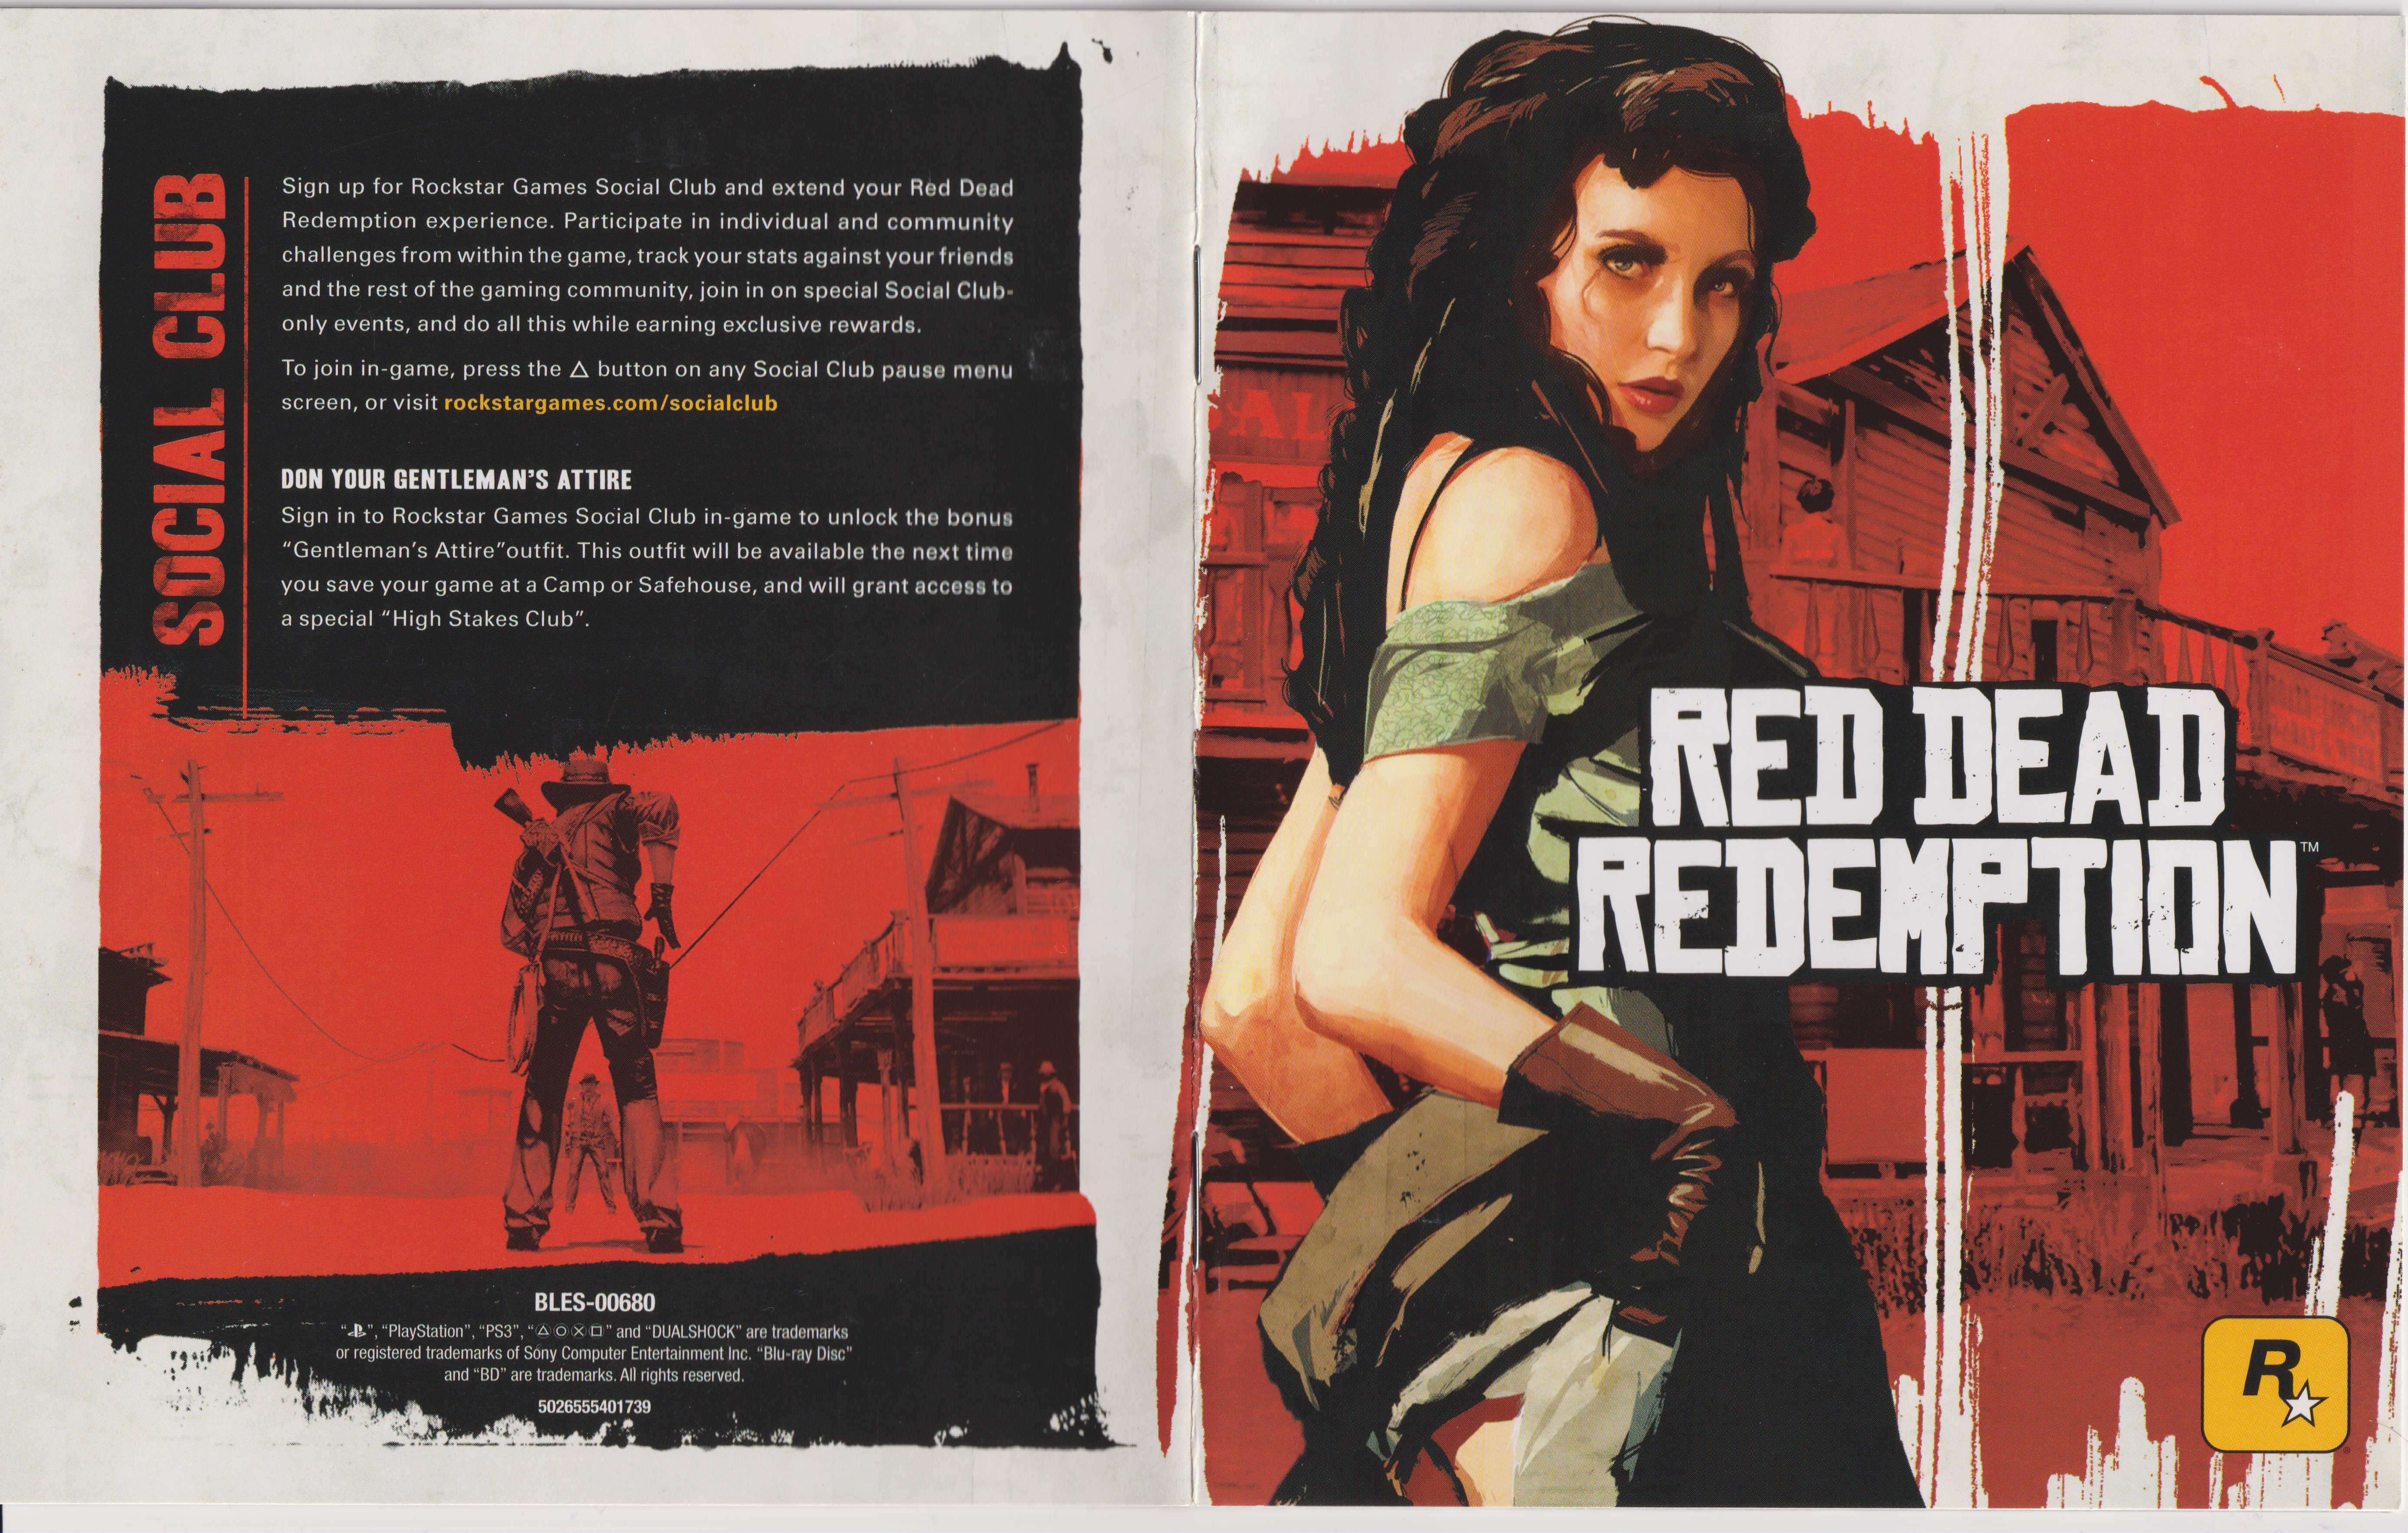 SOCIAL CLUB
Sign up for Rockstar Games Social Club and extend your Red Dead
Redemption experience. Participate in individual and community
challenges from within the game, track your stats against your friends
and the rest of the gaming community, join in on special Social Club-
only events, and do all this while earning exclusive rewards.
To join in-game, press the △ button on any Social Club pause menu
screen, or visit rockstargames.com/socialclub
DON YOUR GENTLEMAN'S ATTIRE
Sign in to Rockstar Games Social Club in-game to unlock the bonus
“Gentleman's Attire”outfit. This outfit will be available the next time
you save your game at a Camp or Safehouse, and will grant access to
a special “High Stakes Club”.
BLES-00680
“”, “PlayStation”, “PS3”, “△○✕□” and “DUALSHOCK” are trademarks
or registered trademarks of Sony Computer Entertainment Inc. “Blu-ray Disc”
and “BD” are trademarks. All rights reserved.
5026555401739
AL
RED DEAD
REDEMPTION™
R